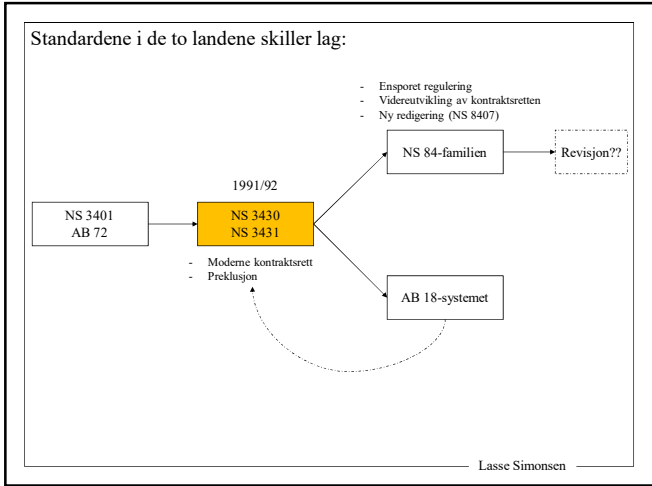 Standardene i de to landene skiller lag:
- Ensporet regulering
- Videreutvikling av kontraktsretten
- Ny redigering (NS 8407)
NS 84-familien
Revisjon??
1991/92
NS 3401
AB 72
NS 3430
NS 3431
- Moderne kontraktsrett
- Preklusjon
AB 18-systemet
Lasse Simonsen